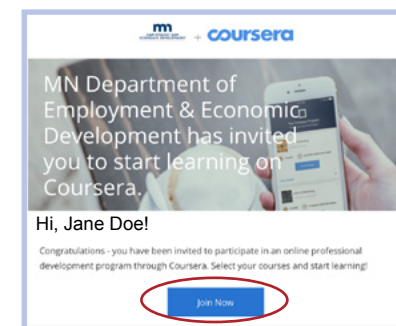 + coursera
MN Department of
Employment & Economic
Development has invited
you to start learning on
Coursera.
Hi, Jane Doe!
Congratulations - you have been invited to participate in an online professional
development program through Coursera. Select your courses and start learning!
Join Now